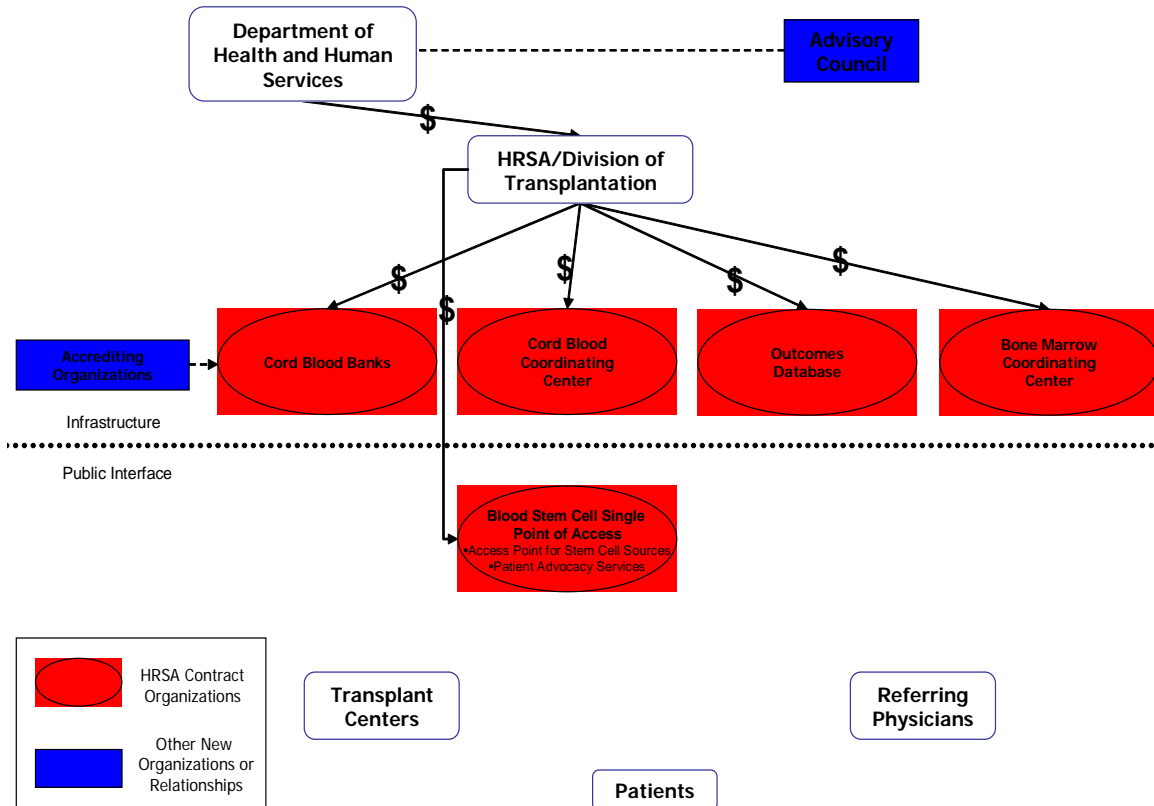 Department of
Health and Human
Services
Advisory
Council
$
HRSA/Division of
Transplantation
$
$
$
$
$
Accrediting
Organizations
Cord Blood Banks
Cord Blood
Coordinating
Center
Outcomes
Database
Bone Marrow
Coordinating
Center
Infrastructure
Public Interface
Blood Stem Cell Single
Point of Access
•Access Point for Stem Cell Sources
•Patient Advocacy Services
HRSA Contract
Organizations
Other New
Organizations or
Relationships
Transplant
Centers
Referring
Physicians
Patients